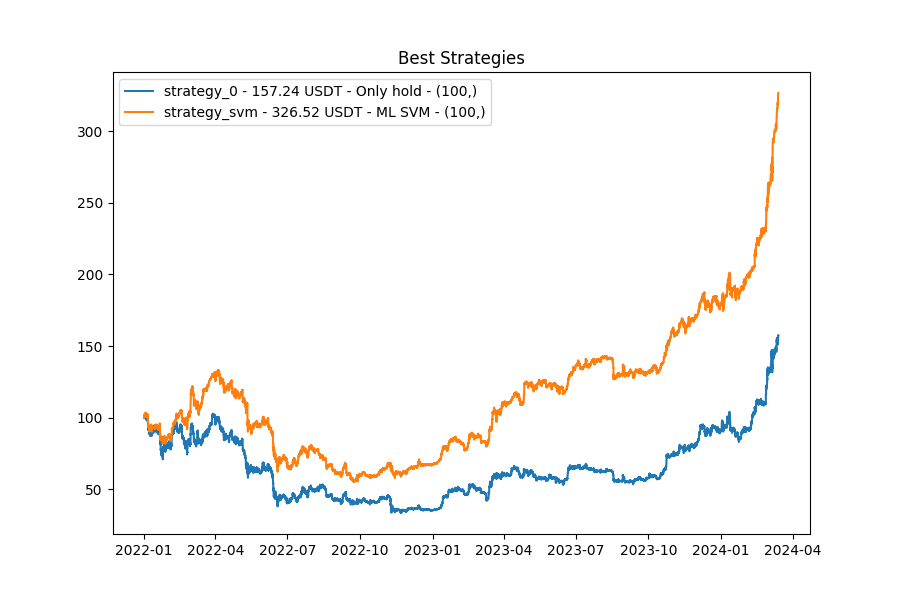 Best Strategies
strategy_0 - 157.24 USDT - Only hold - (100,)
strategy_svm - 326.52 USDT - ML SVM - (100,)
300
250
200
150
100
50
2022-01 2022-04 2022-07 2022-10 2023-01 2023-04 2023-07 2023-10 2024-01 2024-04